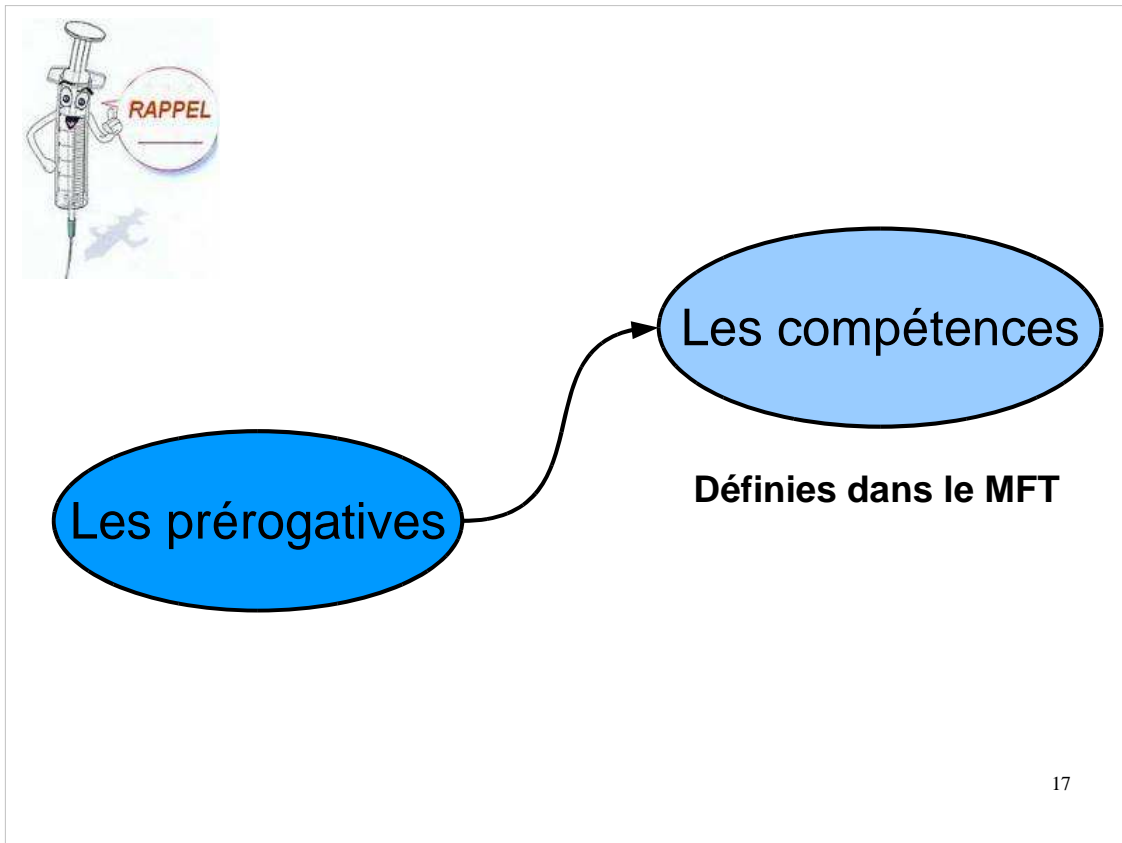 RAPPEL
Les compétences
Définies dans le MFT
Les prérogatives
17